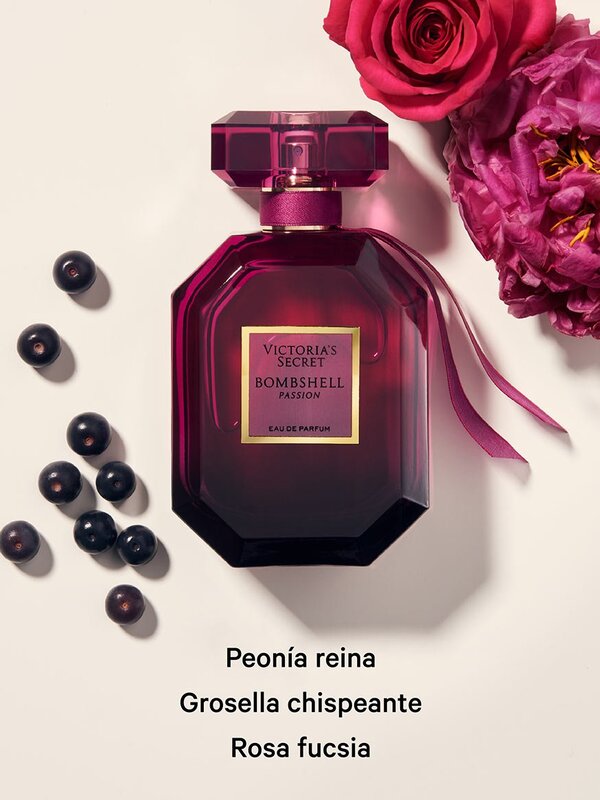 VICTORIA'S
SECRET
BOMBSHELL
PASSION
EAU DE PARFUM
Peonía reina
Grosella chispeante
Rosa fucsia